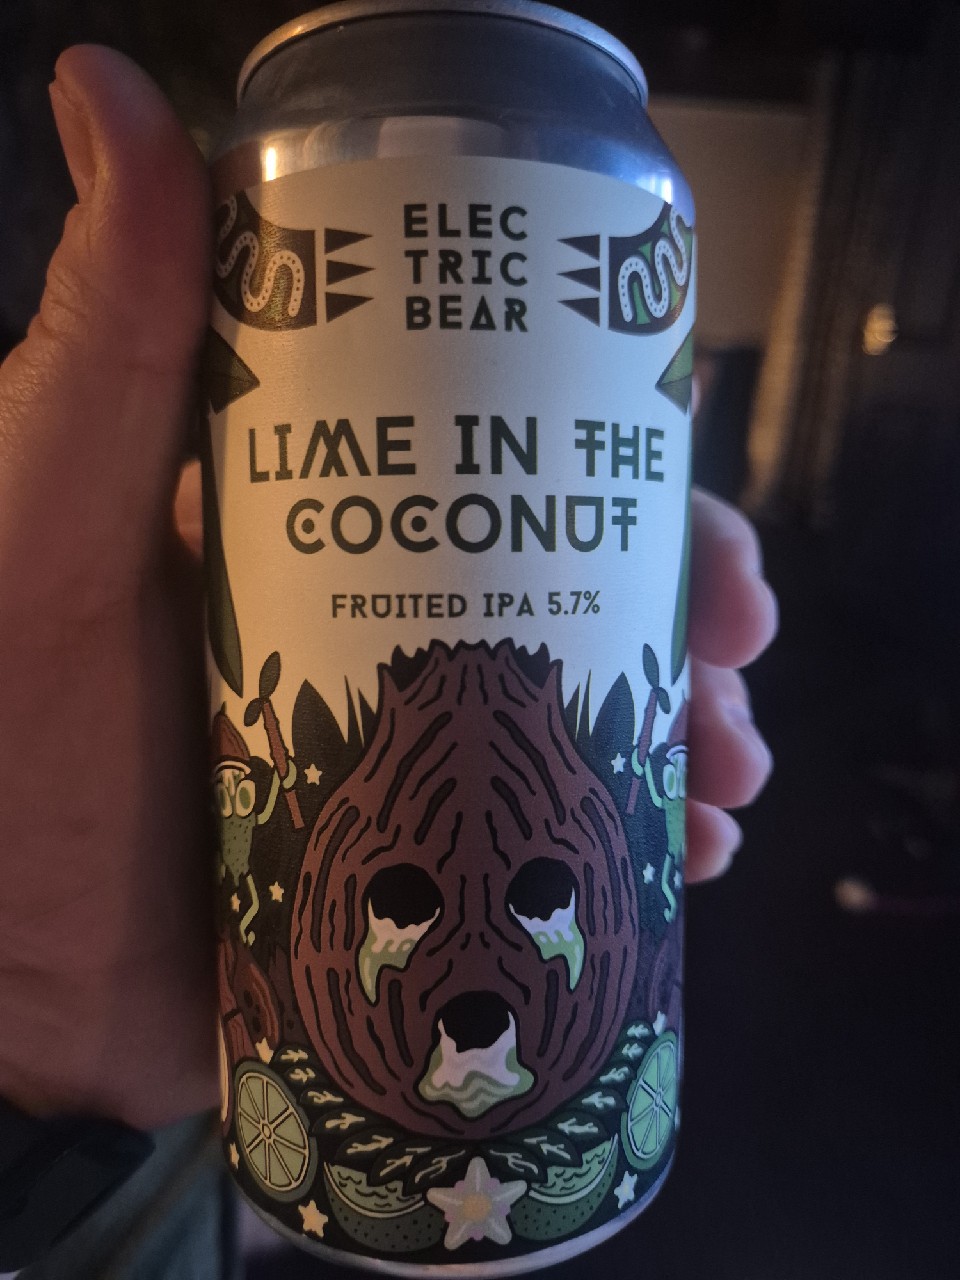 ELEC
TRIC
BEAR
LIME IN THE
COCONUT
FRUITED IPA 5.7%